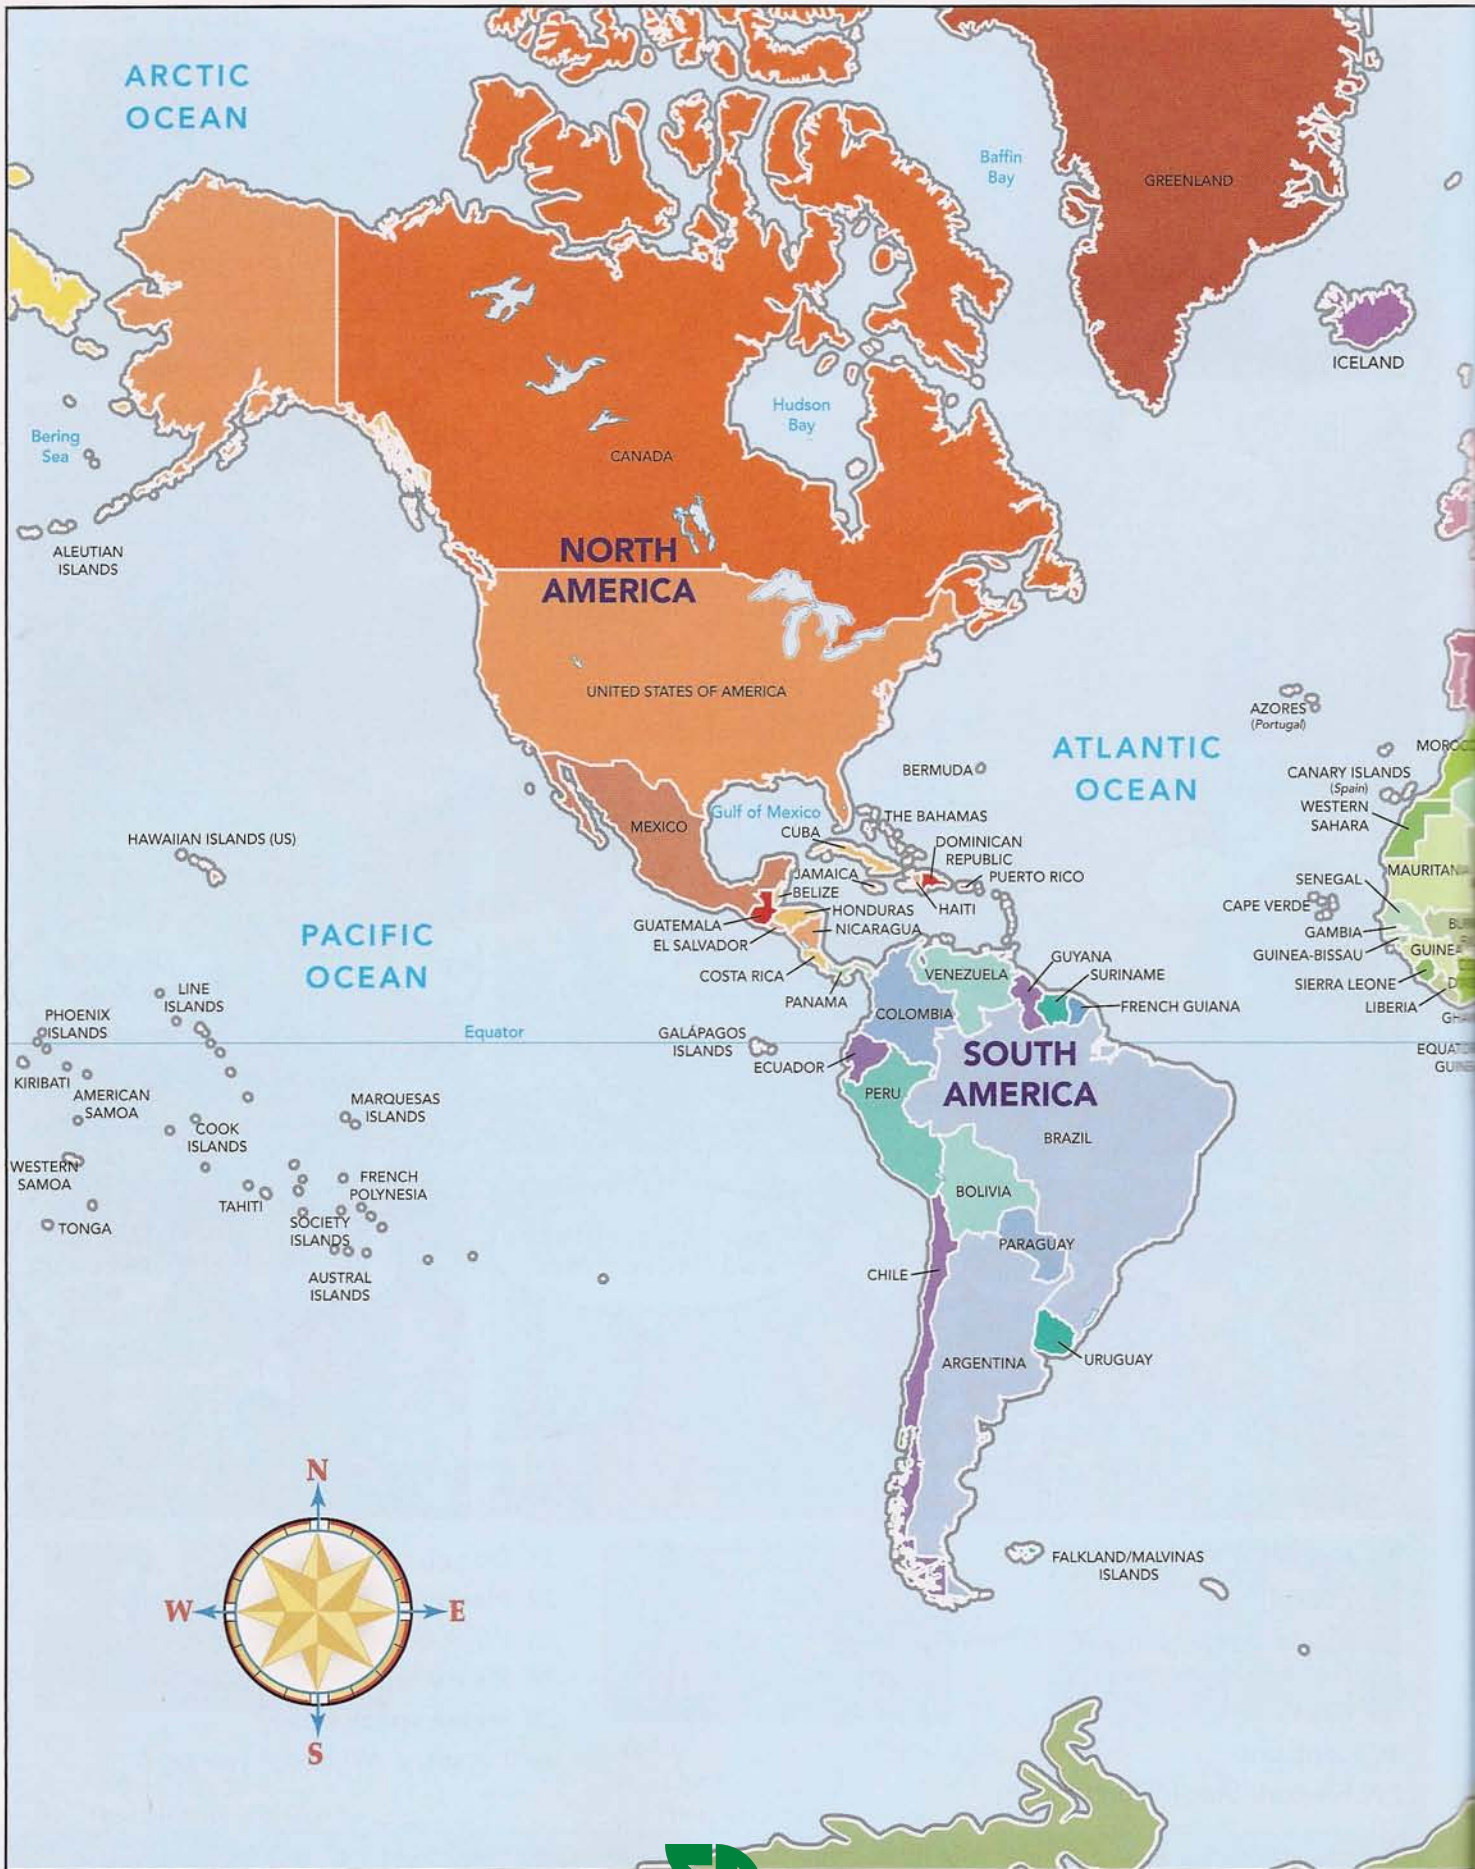 ARCTIC
OCEAN
Baffin
Bay
GREENLAND
ICELAND
Hudson
Bay
Bering
Sea
CANADA
ALEUTIAN
ISLANDS
NORTH
AMERICA
UNITED STATES OF AMERICA
AZORES
(Portugal)
ATLANTIC
OCEAN
BERMUDA
CANARY ISLANDS
(Spain)
WESTERN
SAHARA
Gulf of Mexico
THE BAHAMAS
MEXICO
CUBA
HAWAIIAN ISLANDS (US)
DOMINICAN
REPUBLIC
JAMAICA
PUERTO RICO
BELIZE
HAITI
SENEGAL
CAPE VERDE
GUATEMALA
HONDURAS
NICARAGUA
EL SALVADOR
GAMBIA
GUINEA-BISSAU
GUINEA
PACIFIC
OCEAN
COSTA RICA
PANAMA
VENEZUELA
GUYANA
SURINAME
FRENCH GUIANA
SIERRA LEONE
LIBERIA
COLOMBIA
LINE
ISLANDS
PHOENIX
ISLANDS
Equator
GALÁPAGOS
ISLANDS
ECUADOR
SOUTH
AMERICA
KIRIBATI
AMERICAN
SAMOA
MARQUESAS
ISLANDS
PERU
COOK
ISLANDS
BRAZIL
WESTERN
SAMOA
FRENCH
POLYNESIA
TAHITI
BOLIVIA
TONGA
SOCIETY
ISLANDS
PARAGUAY
AUSTRAL
ISLANDS
CHILE
ARGENTINA
URUGUAY
N
W
E
S
FALKLAND/MALVINAS
ISLANDS